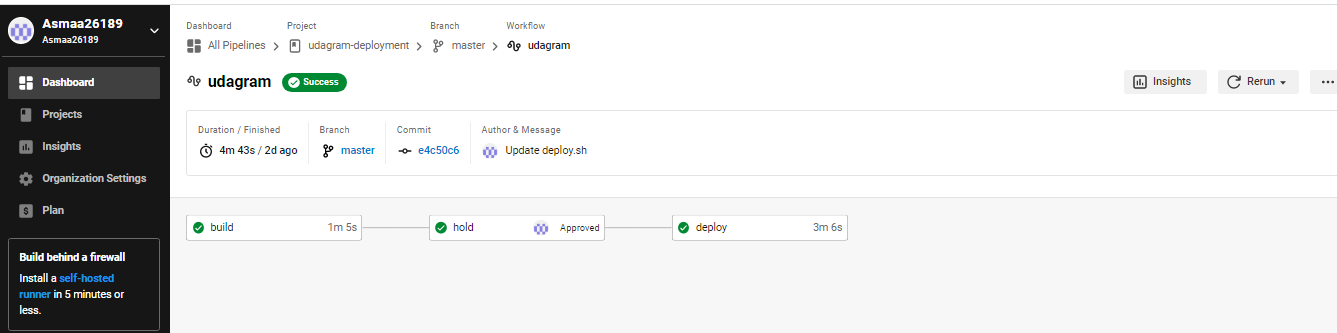 Asmaa26189
Asmaa26189
Dashboard
Projects
Insights
Organization Settings
Plan
Build behind a firewall
Install a self-hosted
runner in 5 minutes or
less.
Dashboard Project Branch Workflow
All Pipelines udagram-deployment master udagram
udagram Success
Insights Rerun
Duration / Finished Branch Commit Author & Message
4m 43s / 2d ago master e4c50c6 Update deploy.sh
build 1m 5s hold Approved deploy 3m 6s